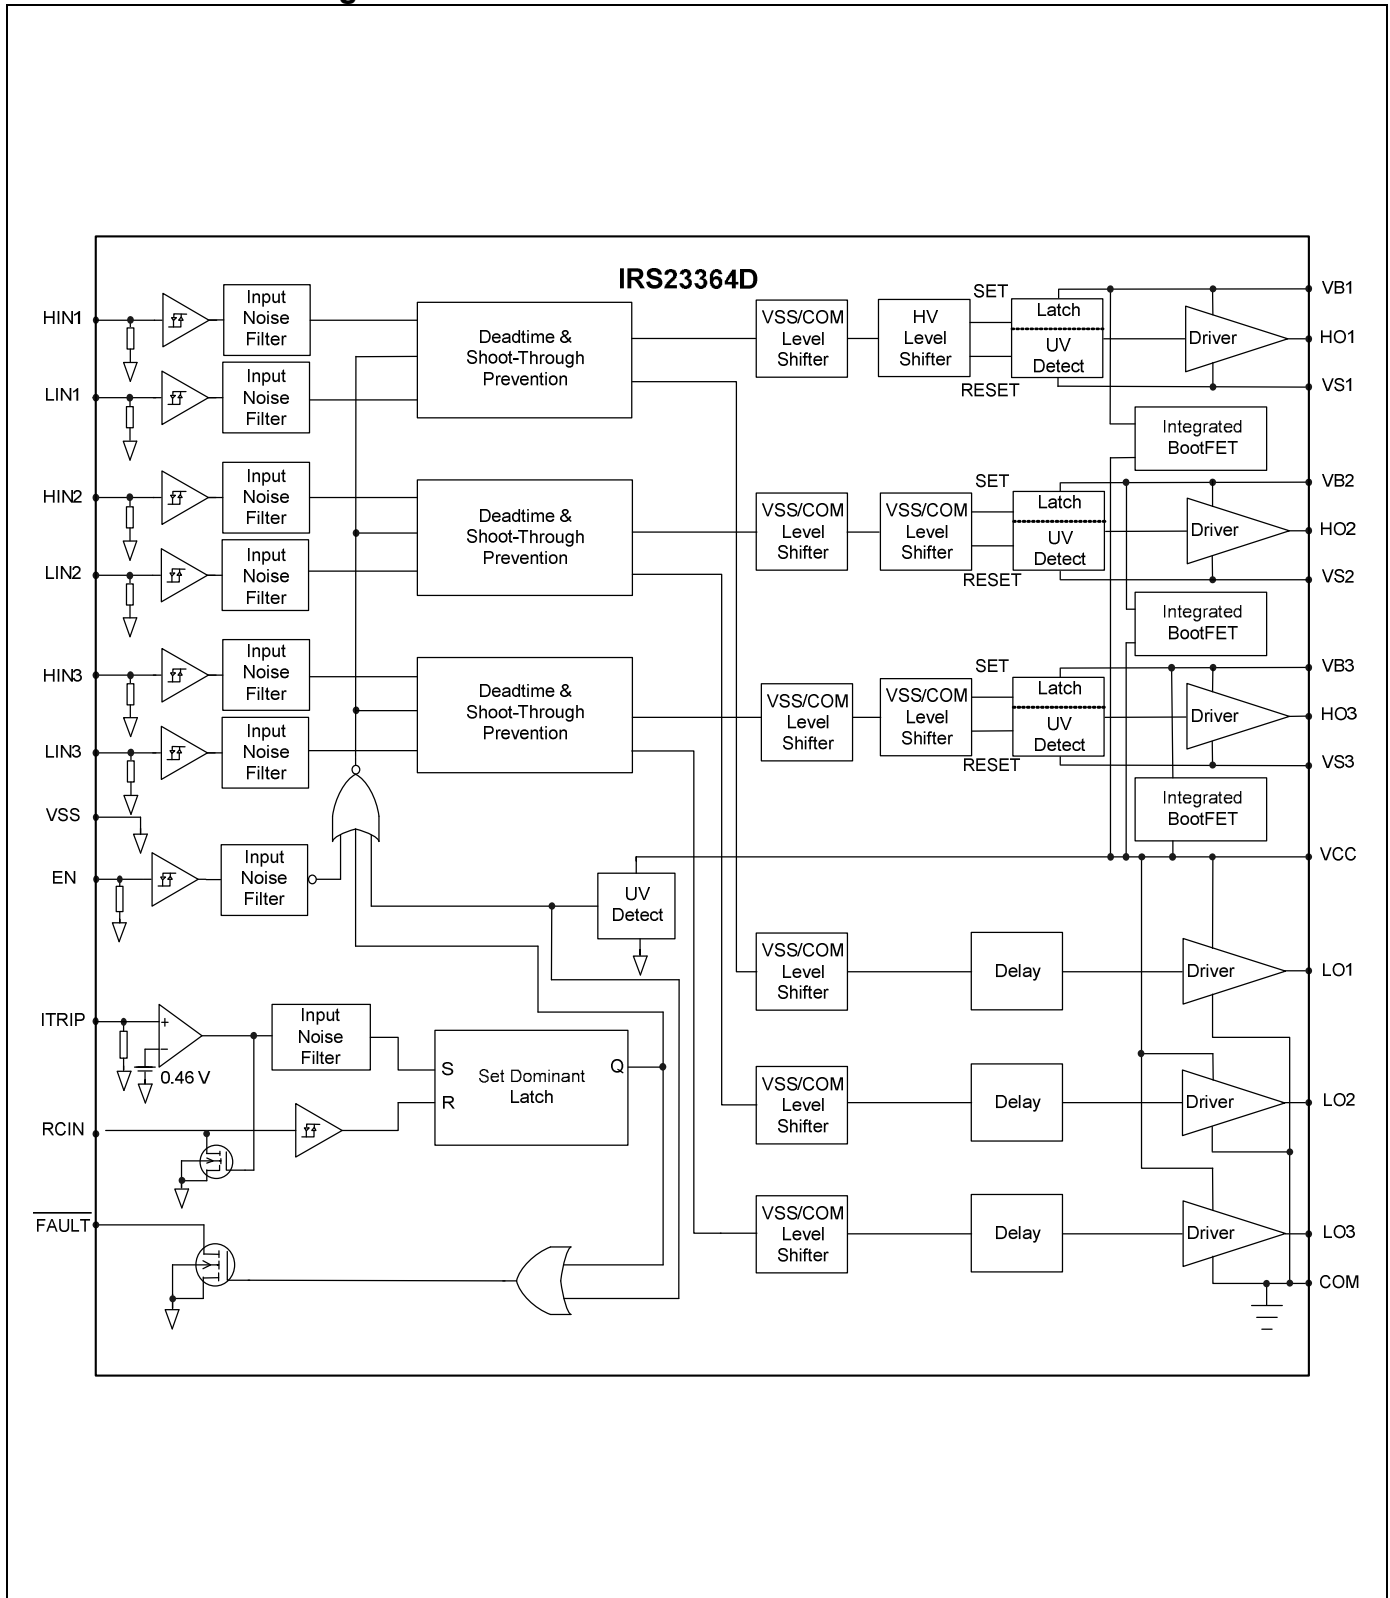 IRS23364D
HIN1
Input
Noise
Filter
LIN1
Input
Noise
Filter
Deadtime &
Shoot-Through
Prevention
VSS/COM
Level
Shifter
HV
Level
Shifter
SET
RESET
Latch
UV
Detect
Driver
VB1
HO1
VS1
Integrated
BootFET
HIN2
Input
Noise
Filter
LIN2
Input
Noise
Filter
Deadtime &
Shoot-Through
Prevention
VSS/COM
Level
Shifter
VSS/COM
Level
Shifter
SET
RESET
Latch
UV
Detect
Driver
VB2
HO2
VS2
Integrated
BootFET
HIN3
Input
Noise
Filter
LIN3
Input
Noise
Filter
Deadtime &
Shoot-Through
Prevention
VSS/COM
Level
Shifter
VSS/COM
Level
Shifter
SET
RESET
Latch
UV
Detect
Driver
VB3
HO3
VS3
Integrated
BootFET
VSS
VCC
EN
Input
Noise
Filter
UV
Detect
VSS/COM
Level
Shifter
Delay
Driver
LO1
ITRIP
+
−
0.46 V
Input
Noise
Filter
S
R
Q
Set Dominant
Latch
VSS/COM
Level
Shifter
Delay
Driver
LO2
RCIN
FAULT
VSS/COM
Level
Shifter
Delay
Driver
LO3
COM